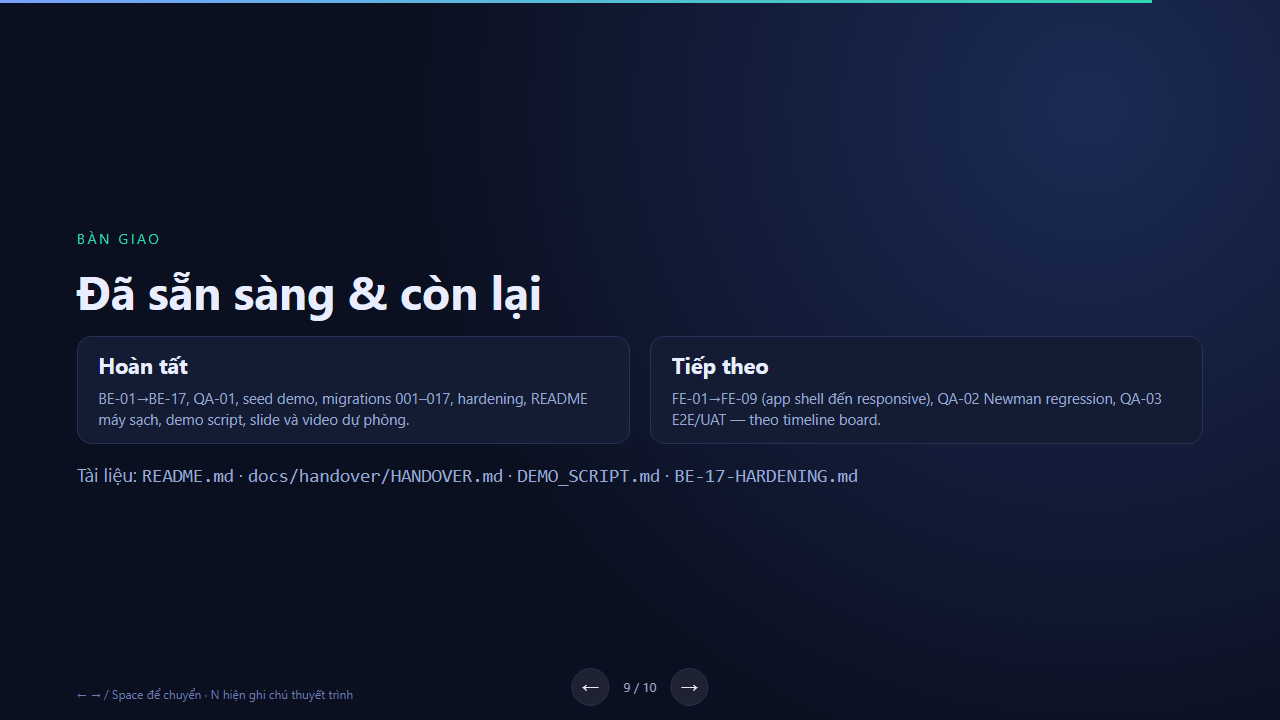 BÀN GIAO
Đã sẵn sàng & còn lại
Hoàn tất
BE-01→BE-17, QA-01, seed demo, migrations 001–017, hardening, README
máy sạch, demo script, slide và video dự phòng.
Tiếp theo
FE-01→FE-09 (app shell đến responsive), QA-02 Newman regression, QA-03
E2E/UAT — theo timeline board.
Tài liệu: README.md · docs/handover/HANDOVER.md · DEMO_SCRIPT.md · BE-17-HARDENING.md
← → / Space để chuyển · N hiện ghi chú thuyết trình
← 9 / 10 →